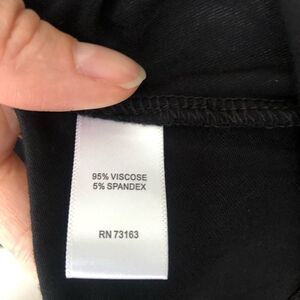 95% VISCOSE
5% SPANDEX
RN 73163